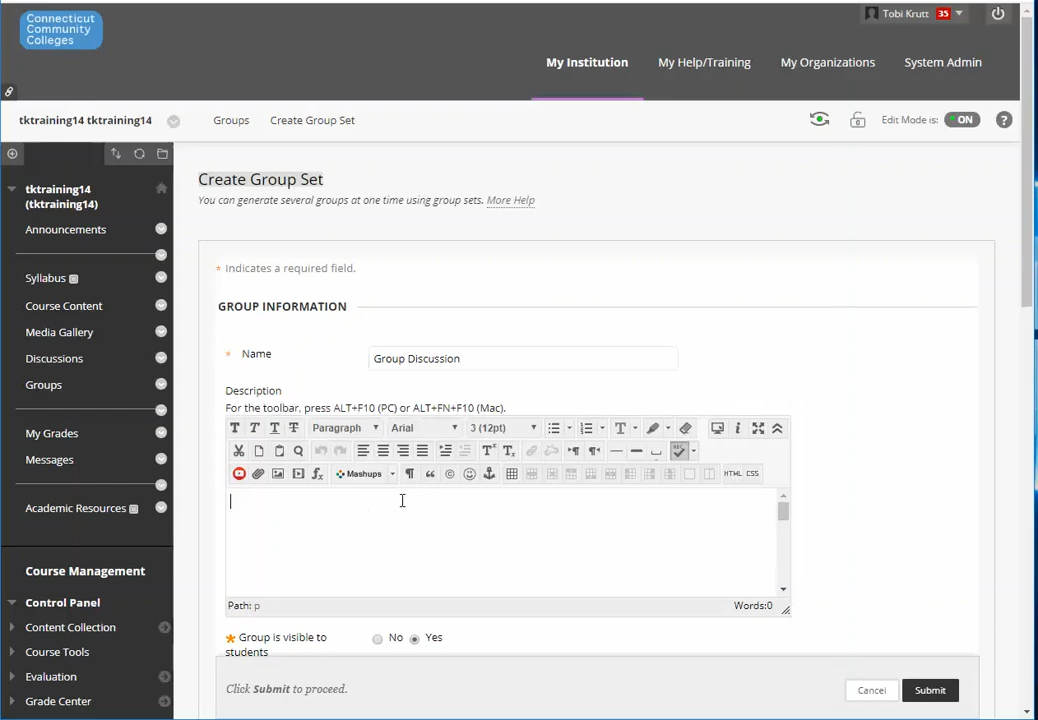 Connecticut
Community
Colleges
Tobi Krutt 35
My Institution My Help/Training My Organizations System Admin
tktraining14 tktraining14 Groups Create Group Set Edit Mode is: ON ?
tktraining14
(tktraining14)
Announcements
Syllabus
Course Content
Media Gallery
Discussions
Groups
My Grades
Messages
Academic Resources
Course Management
Control Panel
Content Collection
Course Tools
Evaluation
Grade Center
Create Group Set
You can generate several groups at one time using group sets. More Help
* Indicates a required field.
GROUP INFORMATION
* Name Group Discussion
Description
For the toolbar, press ALT+F10 (PC) or ALT+FN+F10 (Mac).
T T T T Paragraph Arial 3 (12pt) T
Mashups HTML CSS
Path: p Words:0
* Group is visible to
students
No Yes
Click Submit to proceed. Cancel Submit